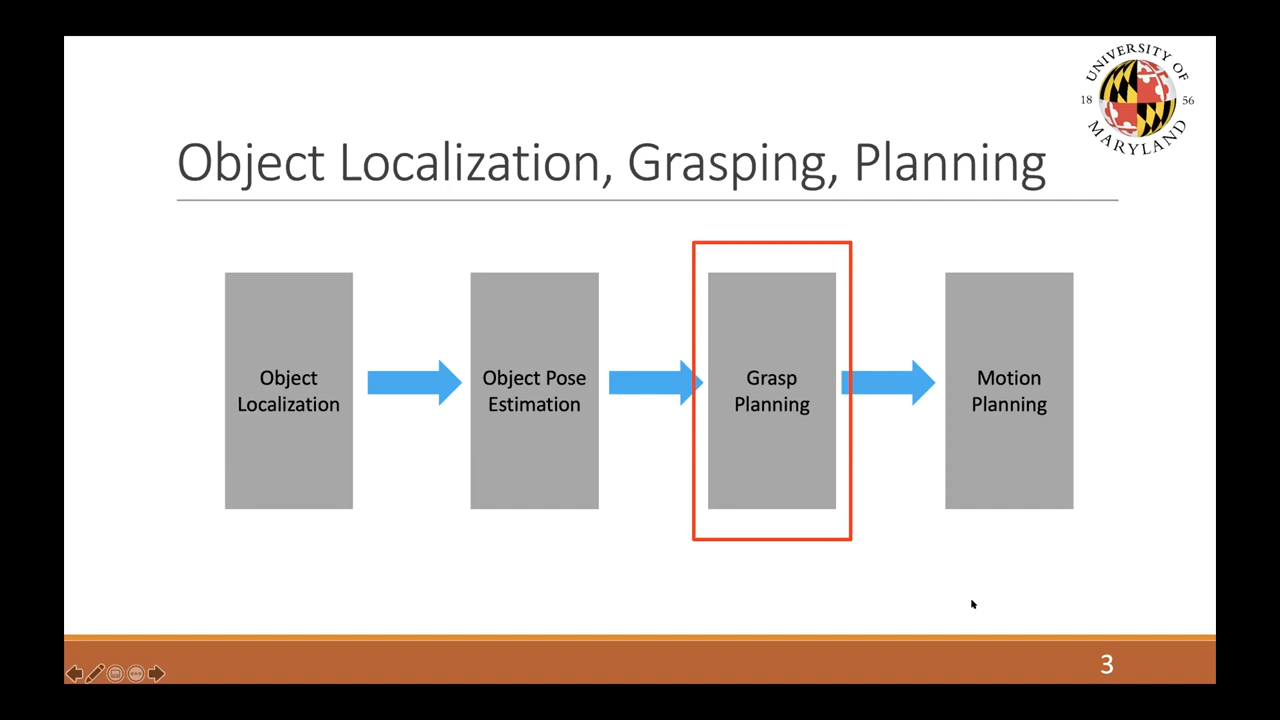 UNIVERSITY OF
18 56
MARYLAND
Object Localization, Grasping, Planning
Object
Localization
Object Pose
Estimation
Grasp
Planning
Motion
Planning
3